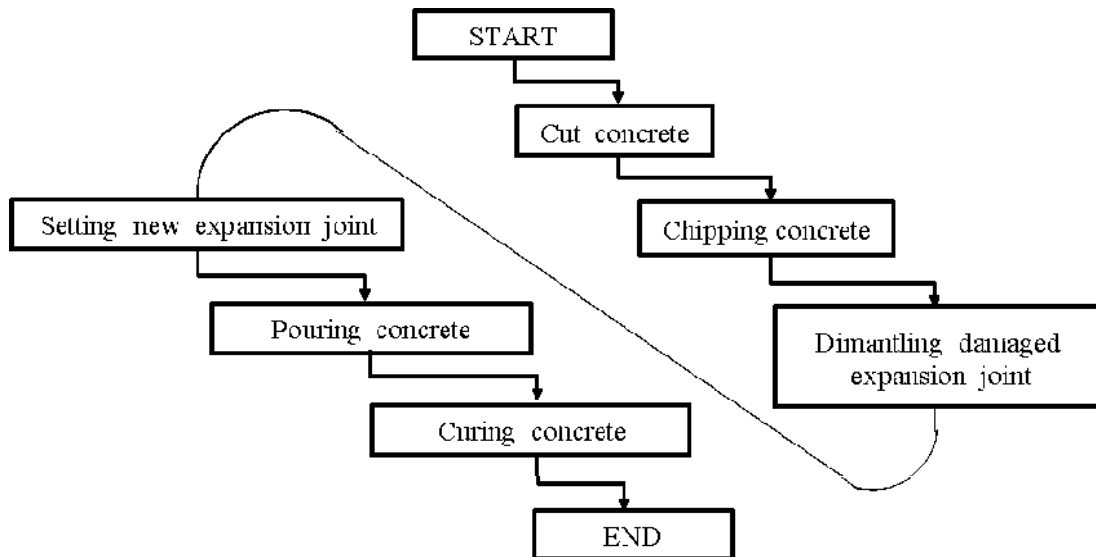 START
Cut concrete
Chipping concrete
Dimantling damaged
expansion joint
Setting new expansion joint
Pouring concrete
Curing concrete
END